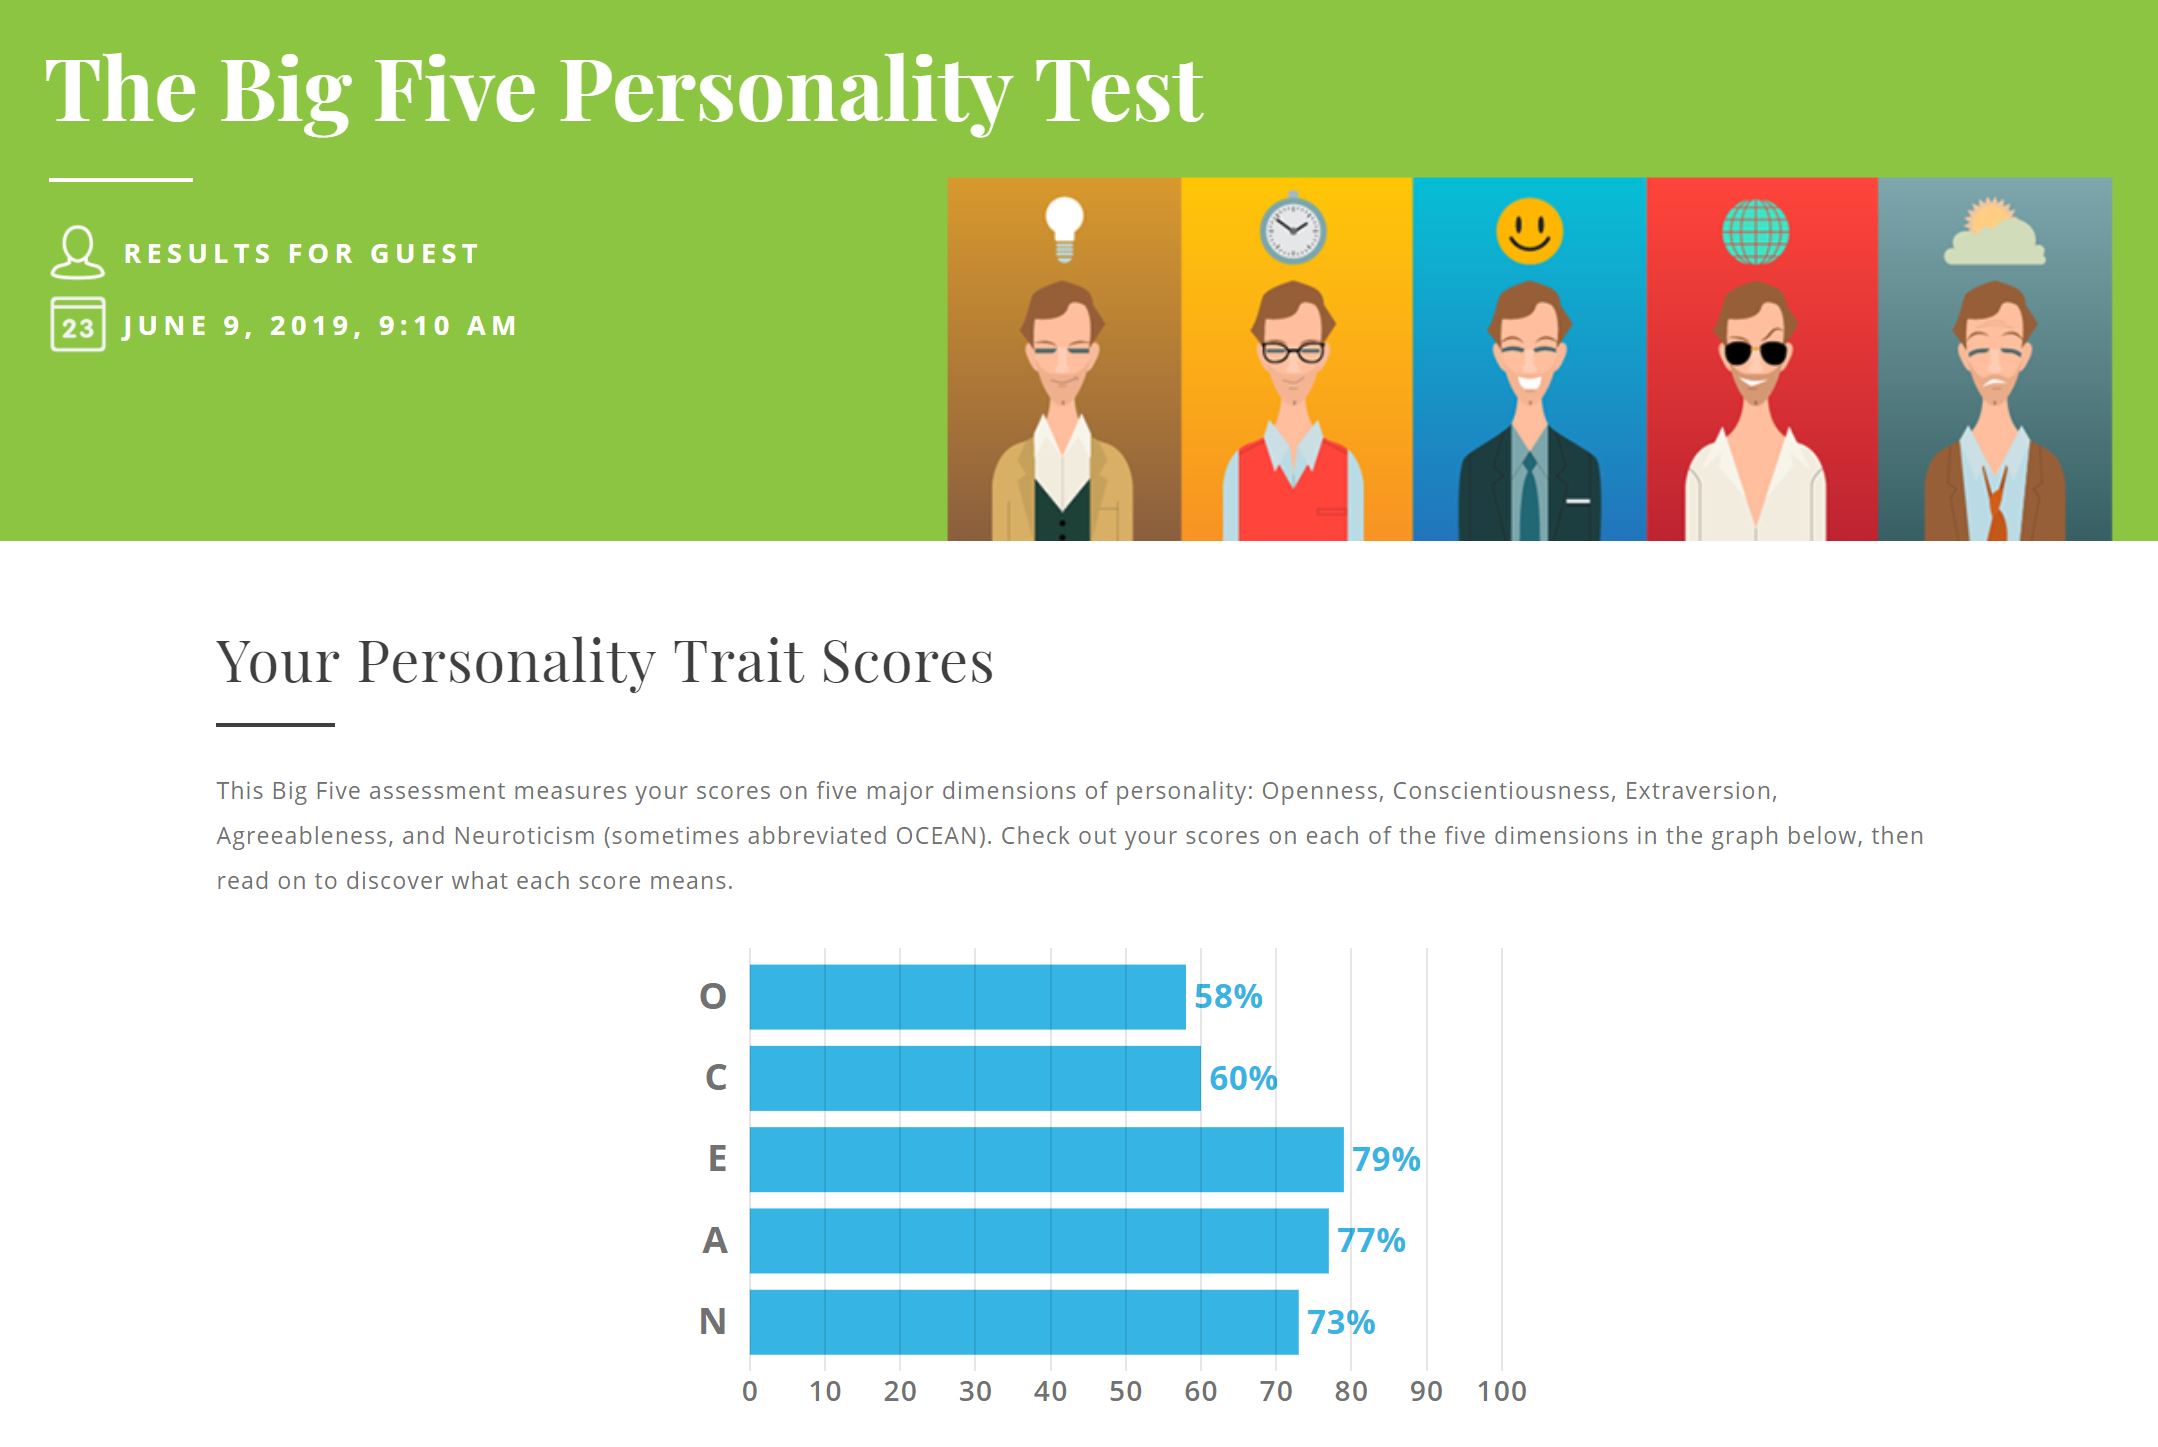 The Big Five Personality Test
RESULTS FOR GUEST
23
JUNE 9, 2019, 9:10 AM
Your Personality Trait Scores
This Big Five assessment measures your scores on five major dimensions of personality: Openness, Conscientiousness, Extraversion,
Agreeableness, and Neuroticism (sometimes abbreviated OCEAN). Check out your scores on each of the five dimensions in the graph below, then
read on to discover what each score means.
O 58%
C 60%
E 79%
A 77%
N 73%
0 10 20 30 40 50 60 70 80 90 100